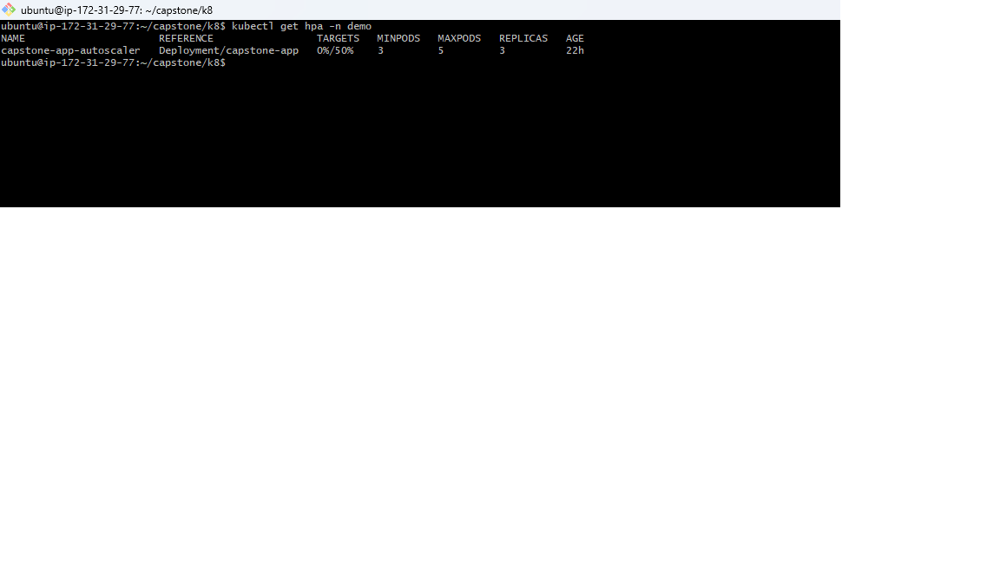 ubuntu@ip-172-31-29-77: ~/capstone/k8
ubuntu@ip-172-31-29-77:~/capstone/k8$ kubectl get hpa -n demo
NAME                      REFERENCE                 TARGETS   MINPODS   MAXPODS   REPLICAS   AGE
capstone-app-autoscaler   Deployment/capstone-app   0%/50%    3         5         3          22h
ubuntu@ip-172-31-29-77:~/capstone/k8$